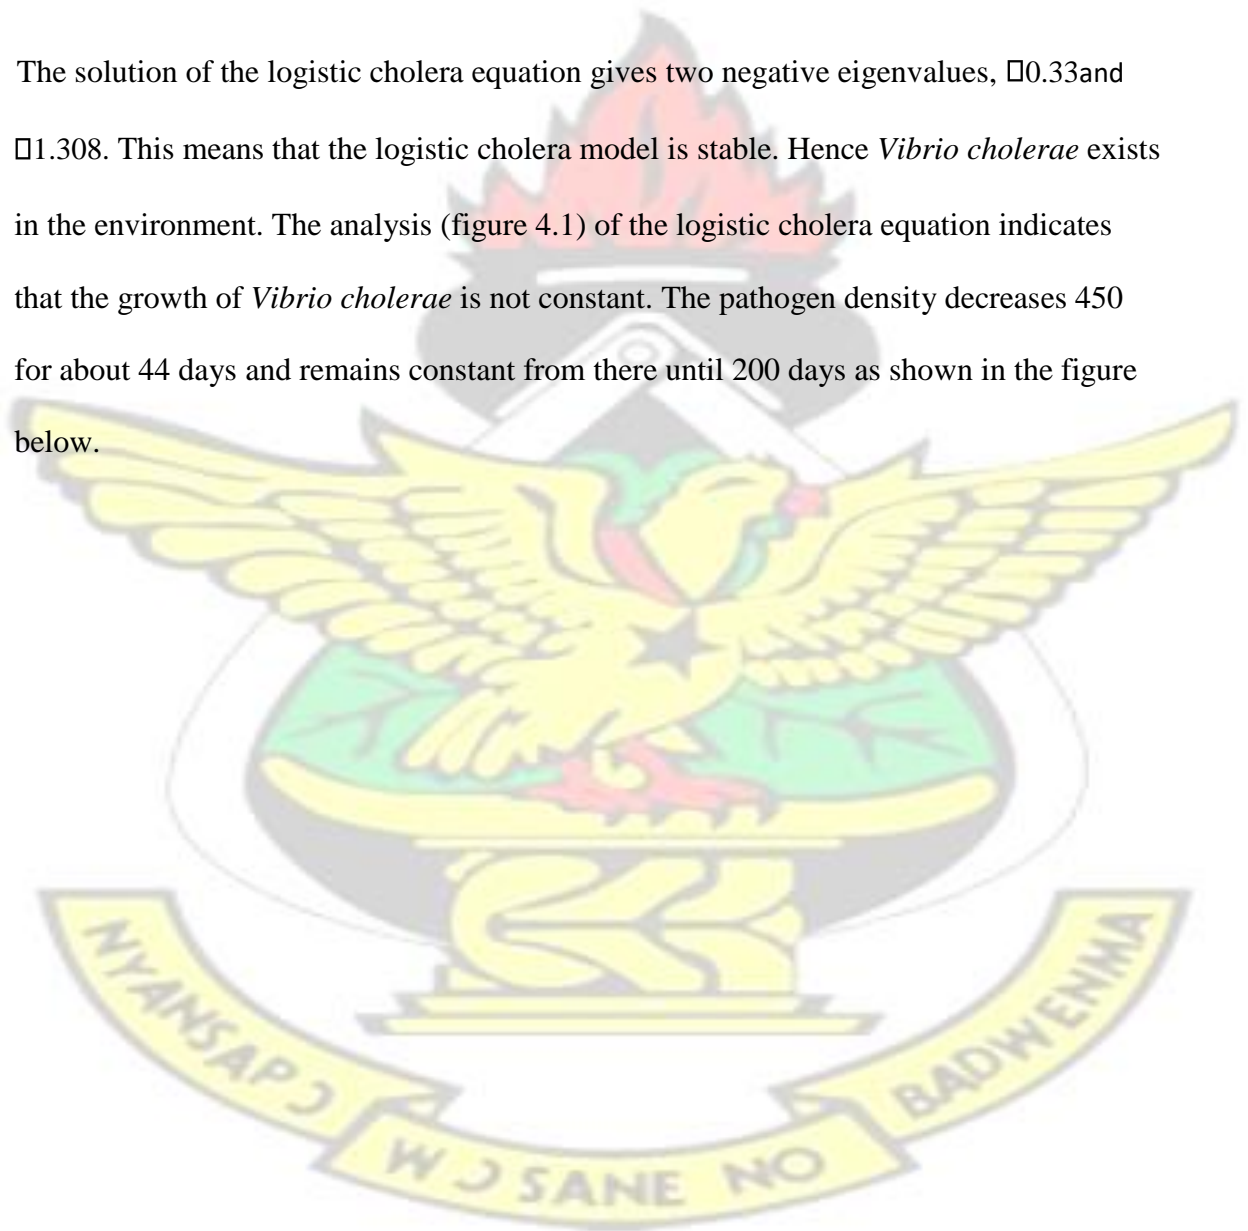 The solution of the logistic cholera equation gives two negative eigenvalues, □0.33and
□1.308. This means that the logistic cholera model is stable. Hence Vibrio cholerae exists
in the environment. The analysis (figure 4.1) of the logistic cholera equation indicates
that the growth of Vibrio cholerae is not constant. The pathogen density decreases 450
for about 44 days and remains constant from there until 200 days as shown in the figure
below.
NYANSAPƆ
WƆSANE NO
BADWENMA